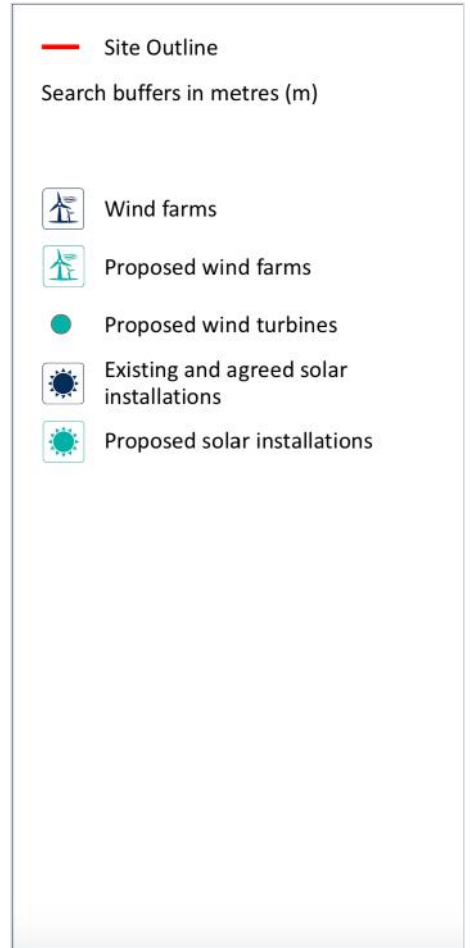 Site Outline
Search buffers in metres (m)
Wind farms
Proposed wind farms
Proposed wind turbines
Existing and agreed solar
installations
Proposed solar installations